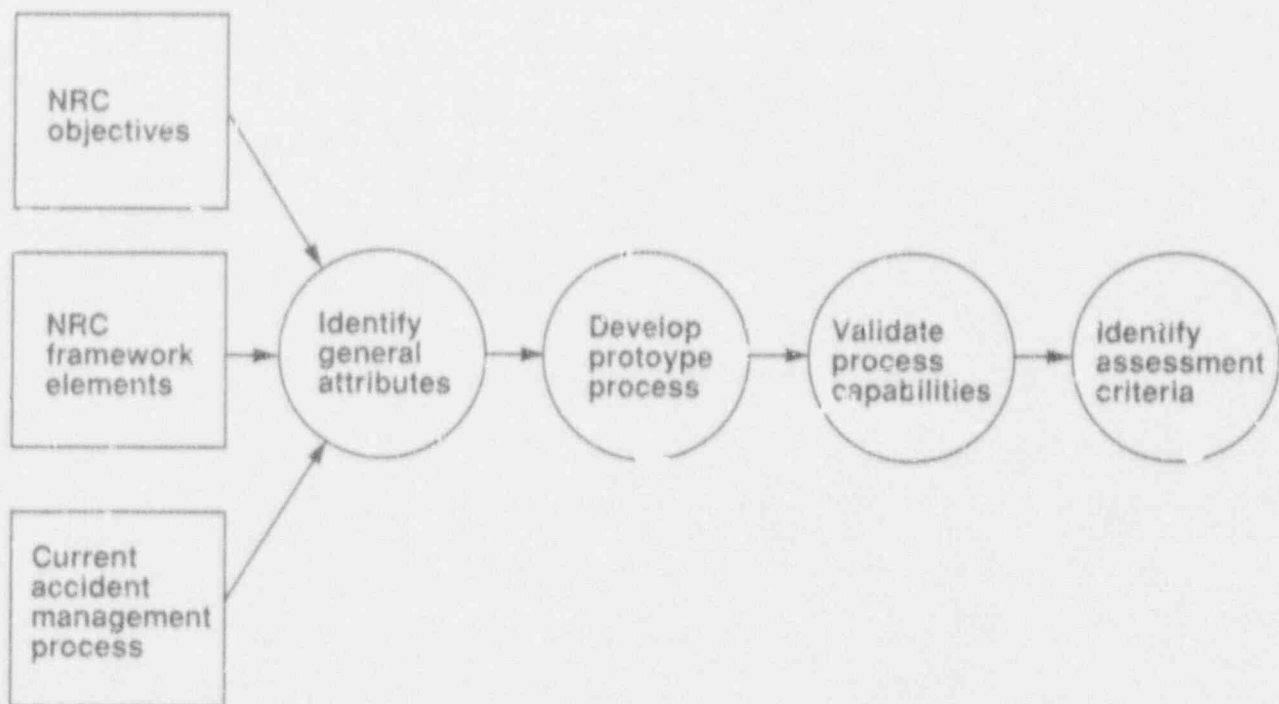 NRC
objectives
NRC
framework
elements
Current
accident
management
process
Identify
general
attributes
Develop
protoype
process
Validate
process
capabilities
Identify
assessment
criteria